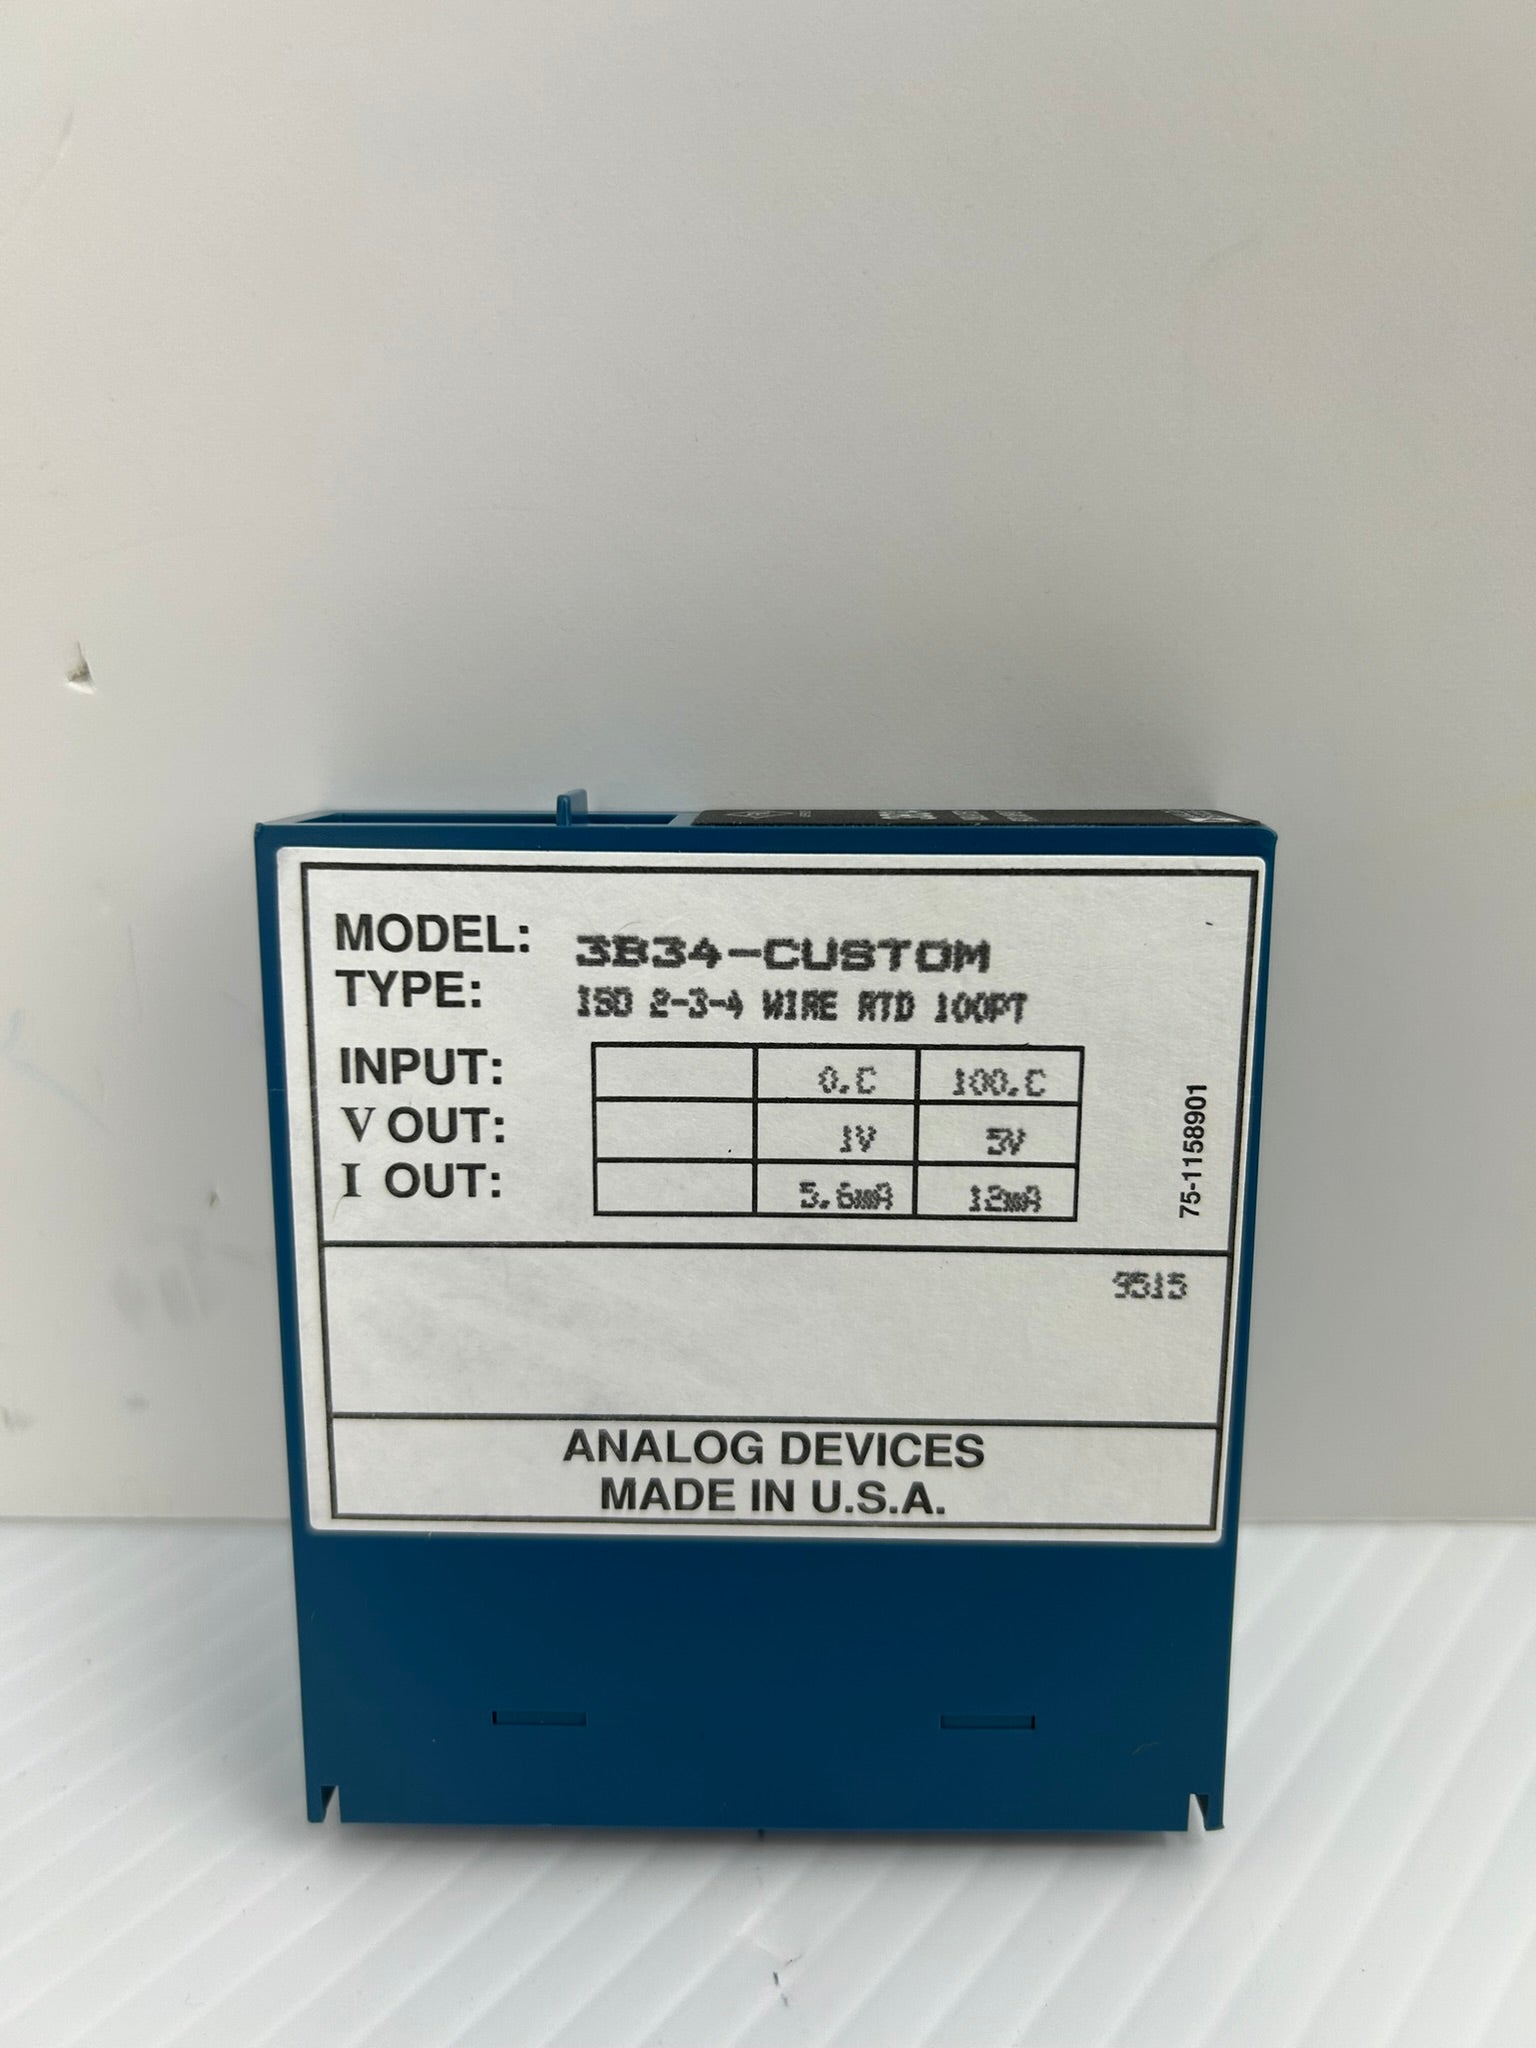 MODEL: 3B34-CUSTOM
TYPE: ISO 2-3-4 WIRE RTD 100PT
INPUT: 0.C 100.C
V OUT: 1V 5V
I OUT: 5.6mA 12mA
75-1158901
9515
ANALOG DEVICES
MADE IN U.S.A.